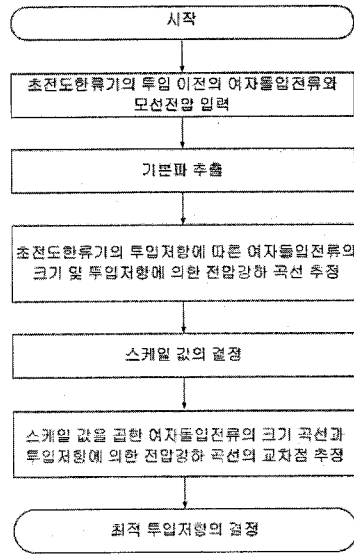 시작
초전도한류기의 투입 이전의 여자돌입전류와
모선전압 입력
기본파 추출
초전도한류기의 투입저항에 따른 여자돌입전류의
크기 및 투입저항에 의한 전압강하 곡선 추정
스케일 값의 결정
스케일 값을 곱한 여자돌입전류의 크기 곡선과
투입저항에 의한 전압강하 곡선의 교차점 추정
최적 투입저항의 결정